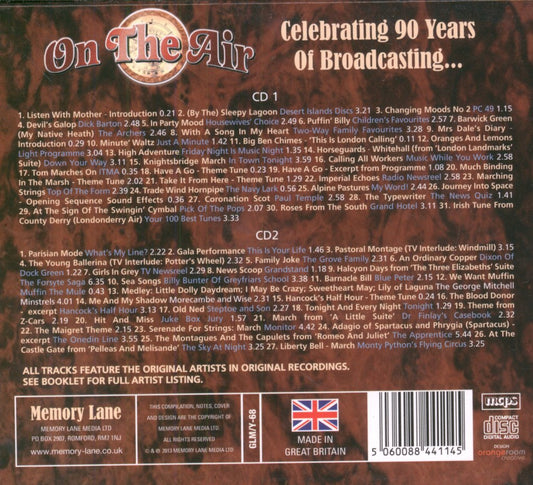 On The Air
Celebrating 90 Years
Of Broadcasting...
CD 1
1. Listen With Mother - Introduction 0.21 2. (By The) Sleepy Lagoon Desert Islands Discs 3.21 3. Changing Moods No 2 PC 49 1.15
4. Devil's Galop Dick Barton 2.48 5. In Party Mood Housewives' Choice 2.49 6. Puffin' Billy Children's Favourites 2.57 7. Barwick Green
(My Native Heath) The Archers 2.46 8. With A Song In My Heart Two-Way Family Favourites 3.28 9. Mrs Dale's Diary -
Introduction 0.29 10. Minute' Waltz Just A Minute 1.42 11. Big Ben Chimes - 'This Is London Calling' 0.11 12. Oranges And Lemons
Light Programme 3.04 13. High Adventure Friday Night Is Music Night 3.05 14. Horseguards - Whitehall (from 'London Landmarks'
Suite) Down Your Way 3.11 15. Knightsbridge March In Town Tonight 3.59 16. Calling All Workers Music While You Work 2.58
17. Tom Marches On ITMA 0.35 18. Have A Go - Theme Tune 0.23 19. Have A Go - Excerpt from Programme 1.08 20. Much Binding
In The Marsh - Theme Tune 2.02 21. Take It From Here - Theme Tune 1.29 22. Imperial Echoes Radio Newsreel 2.58 23. Marching
Strings Top Of The Form 2.39 24. Trade Wind Hornpipe The Navy Lark 0.56 25. Alpine Pastures My Word! 2.44 26. Journey Into Space
- Opening Sequence Sound Effects 0.36 27. Coronation Scot Paul Temple 2.58 28. The Typewriter The News Quiz 1.41
29. At The Sign Of The Swingin' Cymbal Pick Of The Pops 2.07 30. Roses From The South Grand Hotel 3.11 31. Irish Tune From
County Derry (Londonderry Air) Your 100 Best Tunes 3.33
CD2
1. Parisian Mode What's My Line? 2.22 2. Gala Performance This Is Your Life 1.46 3. Pastoral Montage (TV Interlude: Windmill) 3.15
4. The Young Ballerina (TV Interlude: Potter's Wheel) 2.32 5. Family Joke The Grove Family 2.31 6. An Ordinary Copper Dixon Of
Dock Green 1.22 7. Girls In Grey TV Newsreel 2.29 8. News Scoop Grandstand 1.18 9. Halcyon Days from 'The Three Elizabeths' Suite
The Forsyte Saga 6.31 10. Sea Songs Billy Bunter Of Greyfriars School 3.38 11. Barnacle Bill Blue Peter 2.15 12. We Want Muffin
Muffin The Mule 0.43 13. Medley: Little Dolly Daydream; I May Be Crazy; Sweetheart May; Lily of Laguna The George Mitchell
Minstrels 4.01 14. Me And My Shadow Morecambe and Wise 2.31 15. Hancock's Half Hour - Theme Tune 0.24 16. The Blood Donor
- excerpt Hancock's Half Hour 3.13 17. Old Ned Steptoe and Son 2.27 18. Tonight And Every Night Tonight 1.29 19. Theme from
Z-Cars 2.19 20. Hit And Miss Juke Box Jury 1.57 21. March from 'A Little Suite' Dr Finlay's Casebook 2.32
22. The Maigret Theme 2.15 23. Serenade For Strings: March Monitor 4.42 24. Adagio of Spartacus and Phrygia (Spartacus) -
excerpt The Onedin Line 3.55 25. The Montagues And The Capulets from 'Romeo And Juliet' The Apprentice 5.44 26. At The
Castle Gate from 'Pelleas And Melisande' The Sky At Night 3.25 27. Liberty Bell - March Monty Python's Flying Circus 3.25
ALL TRACKS FEATURE THE ORIGINAL ARTISTS IN ORIGINAL RECORDINGS.
SEE BOOKLET FOR FULL ARTIST LISTING.
Memory Lane
MEMORY LANE MEDIA LTD
PO BOX 2907, ROMFORD, RM2 1NJ
www.memory-lane.co.uk
THIS COMPILATION, NOTES, COVER
AND DESIGN ARE THE COPYRIGHT OF
MEMORY LANE MEDIA LTD
ALL RIGHTS RESERVED
© & ℗ 2013 MEMORY LANE MEDIA LTD
GLM/Y-68
MADE IN
GREAT BRITAIN
5 060088 441145
mcps
COMPACT
disc
DIGITAL AUDIO
DESIGN
orangeroom
creative